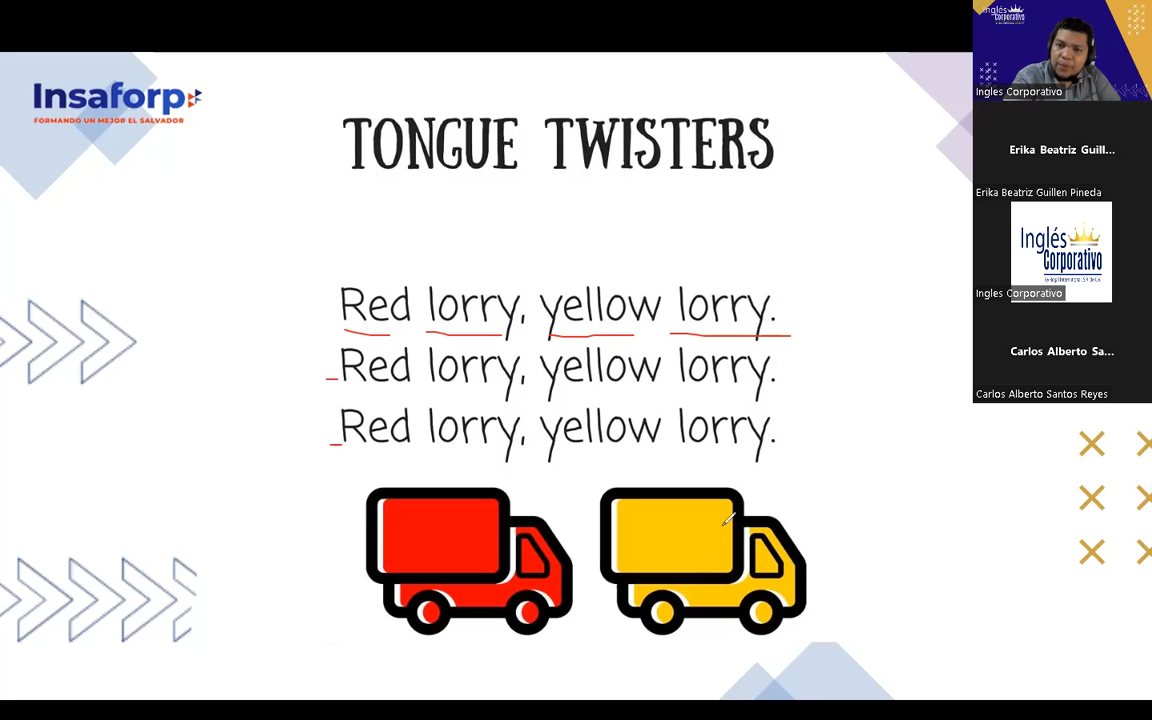 Insaforp
FORMANDO UN MEJOR EL SALVADOR
TONGUE TWISTERS
Red lorry, yellow lorry.
Red lorry, yellow lorry.
Red lorry, yellow lorry.
Inglés
Corporativo
Ingles Corporativo
Erika Beatriz Guill...
Erika Beatriz Guillen Pineda
Inglés
Corporativo
Ingles Corporativo
Carlos Alberto Sa...
Carlos Alberto Santos Reyes